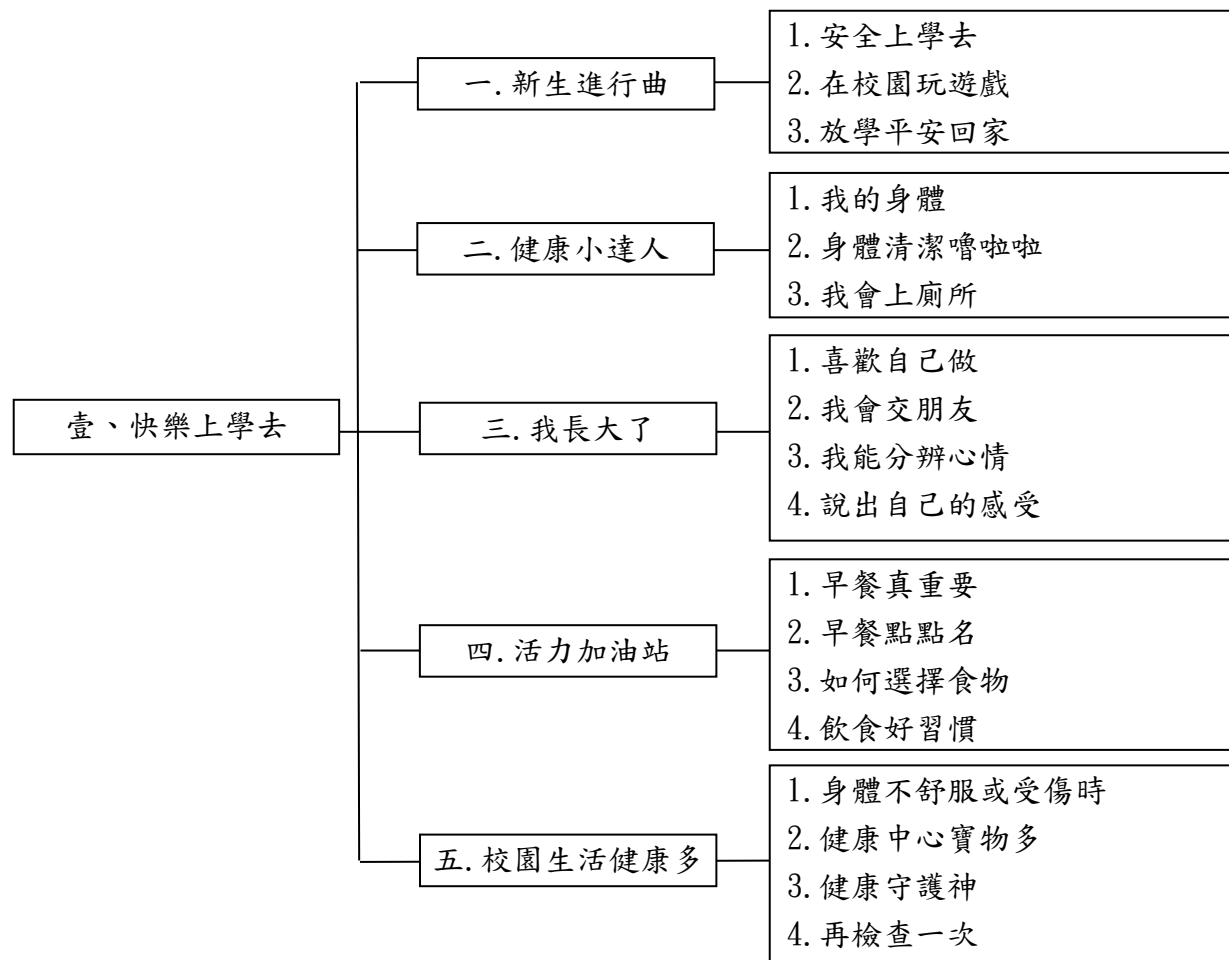 壹、快樂上學去
一.新生進行曲
1.安全上學去
2.在校園玩遊戲
3.放學平安回家
二.健康小達人
1.我的身體
2.身體清潔嚕啦啦
3.我會上廁所
三.我長大了
1.喜歡自己做
2.我會交朋友
3.我能分辨心情
4.說出自己的感受
四.活力加油站
1.早餐真重要
2.早餐點點名
3.如何選擇食物
4.飲食好習慣
五.校園生活健康多
1.身體不舒服或受傷時
2.健康中心寶物多
3.健康守護神
4.再檢查一次